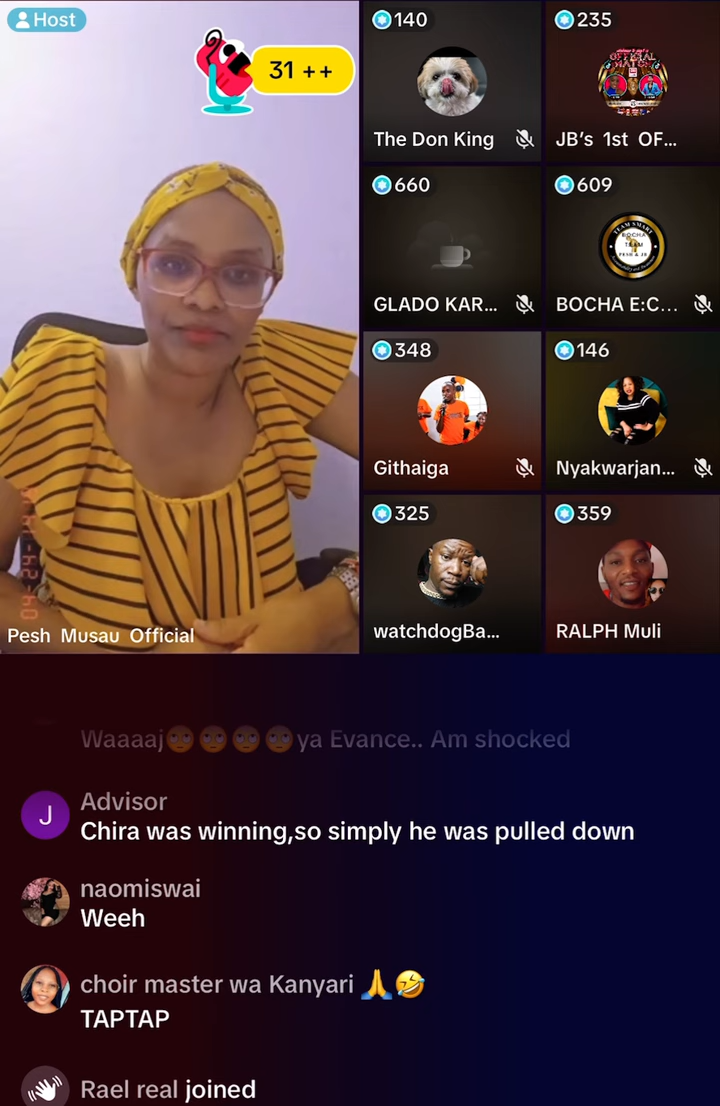 Host
31 ++
Pesh Musau Official
140
The Don King
235
JB's 1st OF...
660
GLADO KAR...
609
BOCHA E:C...
348
Githaiga
146
Nyakwarjan...
325
watchdogBa...
359
RALPH Muli
Waaaaj🙄🙄🙄🙄ya Evance.. Am shocked
J
Advisor
Chira was winning,so simply he was pulled down
naomiswai
Weeh
choir master wa Kanyari 🙏🤣
TAPTAP
Rael real joined